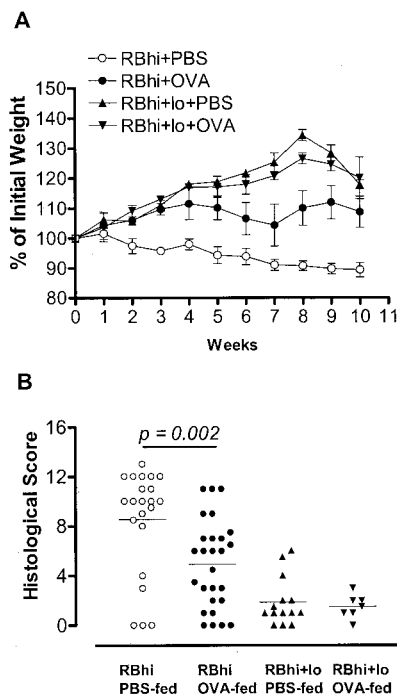 A
RBhi+PBS
RBhi+OVA
RBhi+lo+PBS
RBhi+lo+OVA
150
140
130
120
110
100
90
80
% of Initial Weight
0 1 2 3 4 5 6 7 8 9 10 11
Weeks
B
16
12
8
4
0
Histological Score
p = 0.002
RBhi RBhi RBhi+lo RBhi+lo
PBS-fed OVA-fed PBS-fed OVA-fed